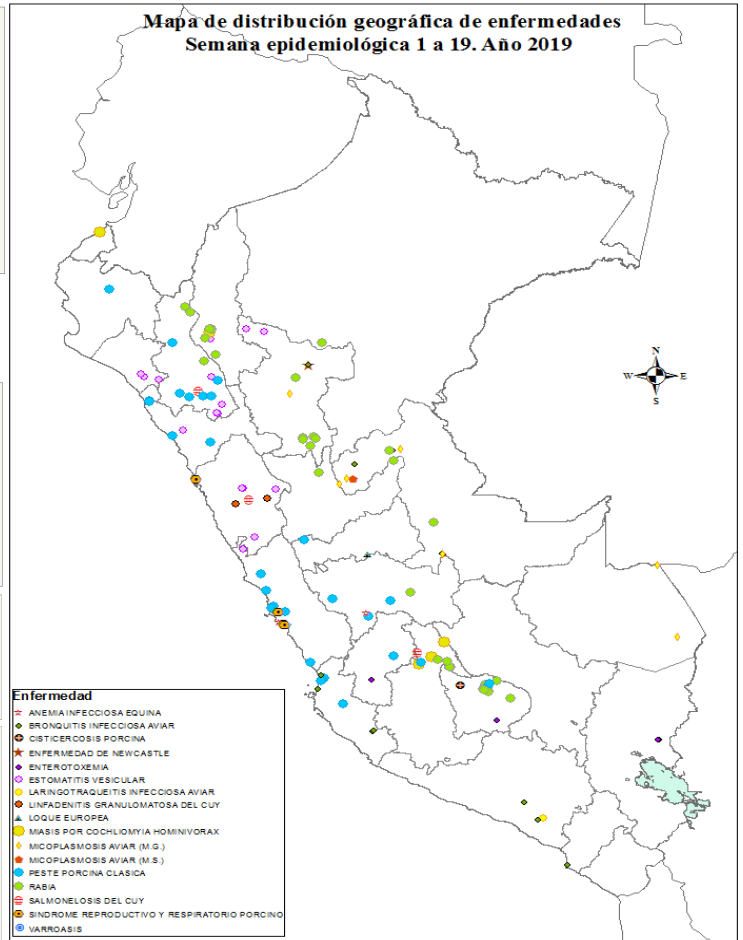 Mapa de distribución geográfica de enfermedades
Semana epidemiológica 1 a 19. Año 2019
N
W E
S
Enfermedad
ANEMIA INFECCIOSA EQUINA
BRONQUITIS INFECCIOSA AVIAR
CISTICERCOSIS PORCINA
ENFERMEDAD DE NEWCASTLE
ENTEROTOXEMIA
ESTOMATITIS VESICULAR
LARINGOTRAQUEITIS INFECCIOSA AVIAR
LINFADENITIS GRANULOMATOSA DEL CUY
LOQUE EUROPEA
MIASIS POR COCHLIOMYIA HOMINIVORAX
MICOPLASMOSIS AVIAR (M.G.)
MICOPLASMOSIS AVIAR (M.S.)
PESTE PORCINA CLASICA
RABIA
SALMONELOSIS DEL CUY
SINDROME REPRODUCTIVO Y RESPIRATORIO PORCINO
VARROASIS